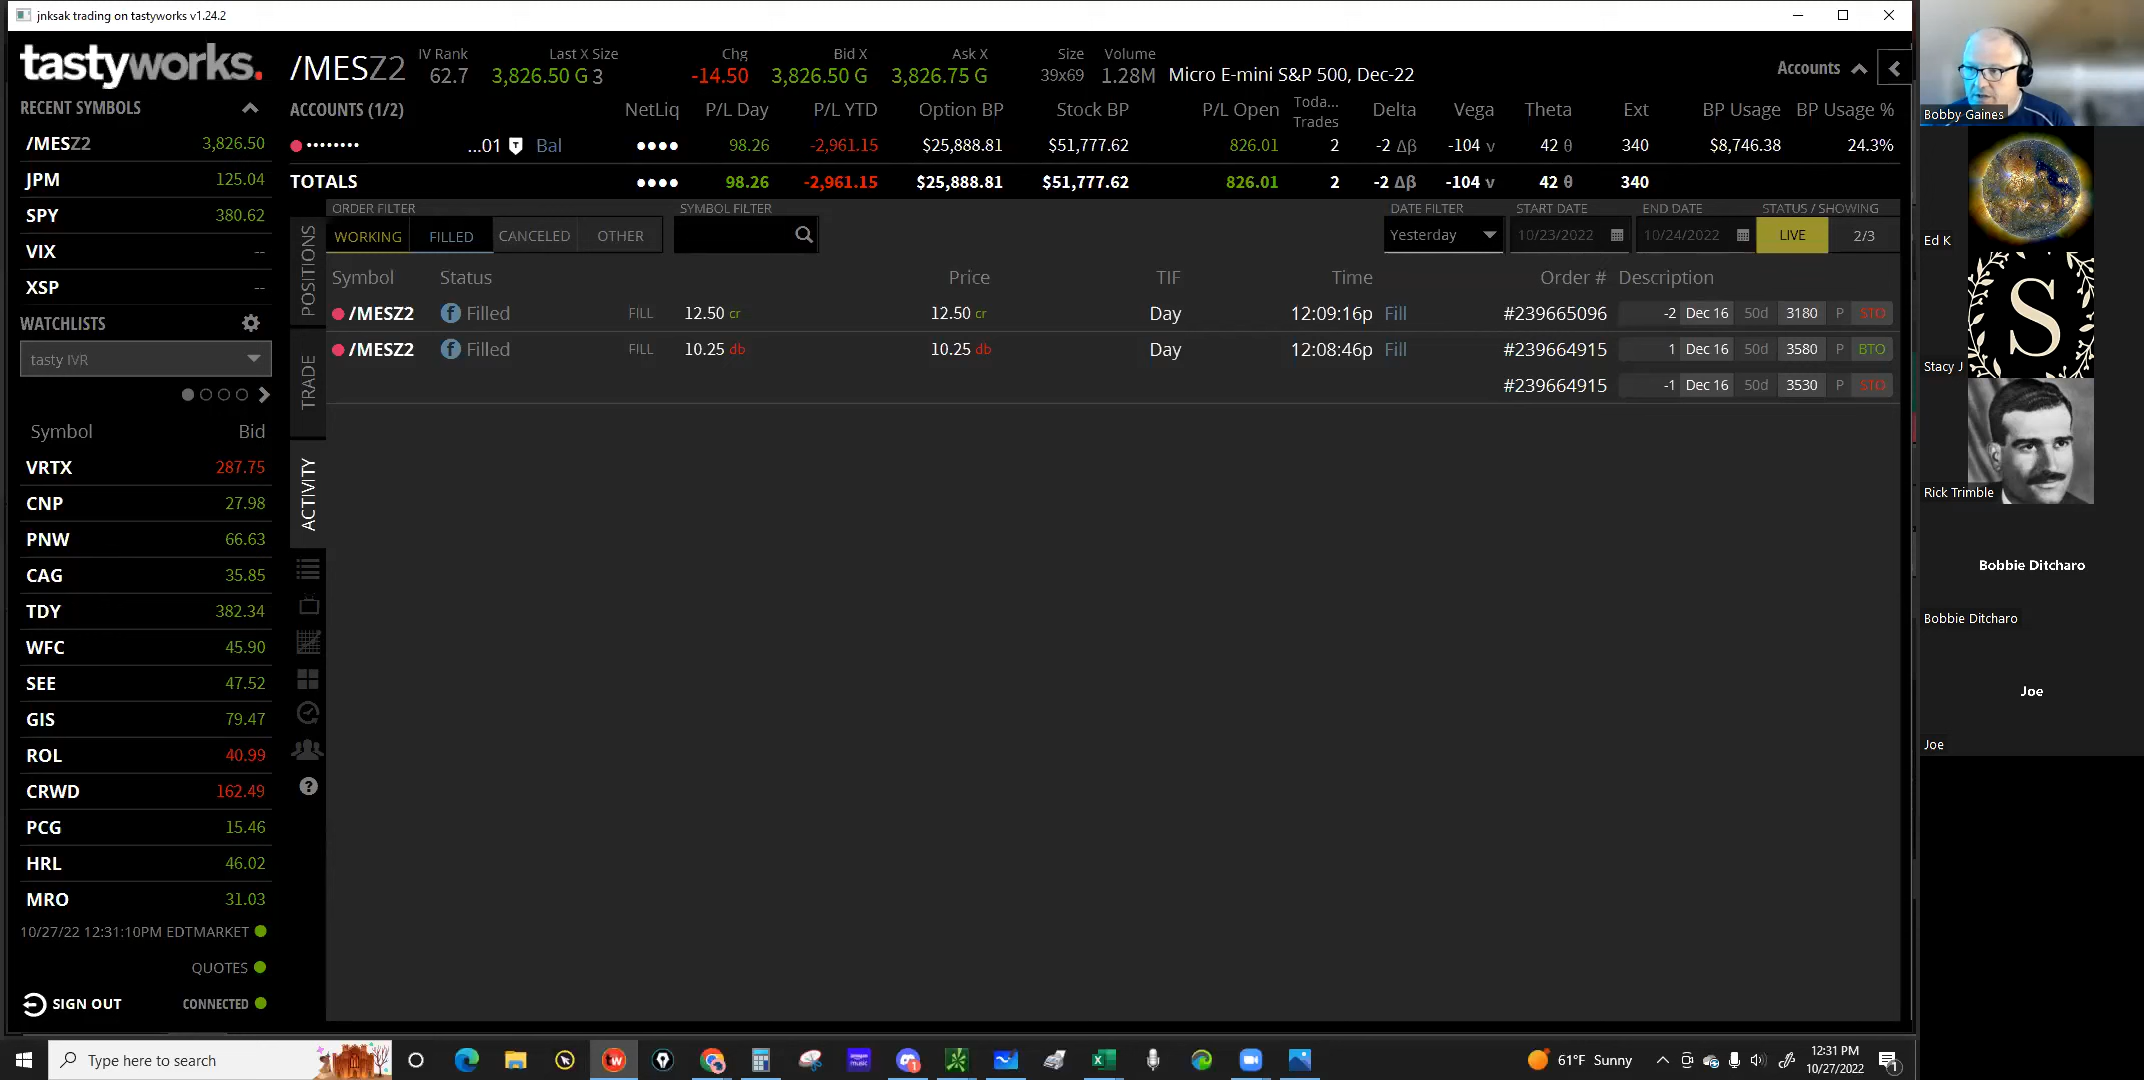 jnksak trading on tastyworks v1.24.2
tastyworks.
/MESZ2
IV Rank
62.7
Last X Size
3,826.50 G 3
Chg
-14.50
Bid X
3,826.50 G
Ask X
3,826.75 G
Size
39x69
Volume
1.28M
Micro E-mini S&P 500, Dec-22
Accounts
RECENT SYMBOLS
/MESZ2 3,826.50
JPM 125.04
SPY 380.62
VIX --
XSP --
WATCHLISTS
tasty IVR
Symbol Bid
VRTX 287.75
CNP 27.98
PNW 66.63
CAG 35.85
TDY 382.34
WFC 45.90
SEE 47.52
GIS 79.47
ROL 40.99
CRWD 162.49
PCG 15.46
HRL 46.02
MRO 31.03
10/27/22 12:31:10PM EDTMARKET
QUOTES
SIGN OUT CONNECTED
ACCOUNTS (1/2) NetLiq P/L Day P/L YTD Option BP Stock BP P/L Open Toda... Trades Delta Vega Theta Ext BP Usage BP Usage %
...01 Bal 98.26 -2,961.15 $25,888.81 $51,777.62 826.01 2 -2 Δβ -104 v 42 θ 340 $8,746.38 24.3%
TOTALS 98.26 -2,961.15 $25,888.81 $51,777.62 826.01 2 -2 Δβ -104 v 42 θ 340
ORDER FILTER SYMBOL FILTER DATE FILTER START DATE END DATE STATUS / SHOWING
WORKING FILLED CANCELED OTHER Yesterday 10/23/2022 10/24/2022 LIVE 2/3
POSITIONS
TRADE
ACTIVITY
Symbol Status Price TIF Time Order # Description
/MESZ2 f Filled FILL 12.50 cr 12.50 cr Day 12:09:16p Fill #239665096 -2 Dec 16 50d 3180 P STO
/MESZ2 f Filled FILL 10.25 db 10.25 db Day 12:08:46p Fill #239664915 1 Dec 16 50d 3580 P BTO
#239664915 -1 Dec 16 50d 3530 P STO
Bobby Gaines
Ed K
S
Stacy J
Rick Trimble
Bobbie Ditcharo
Bobbie Ditcharo
Joe
Joe
Type here to search
61°F Sunny
12:31 PM
10/27/2022